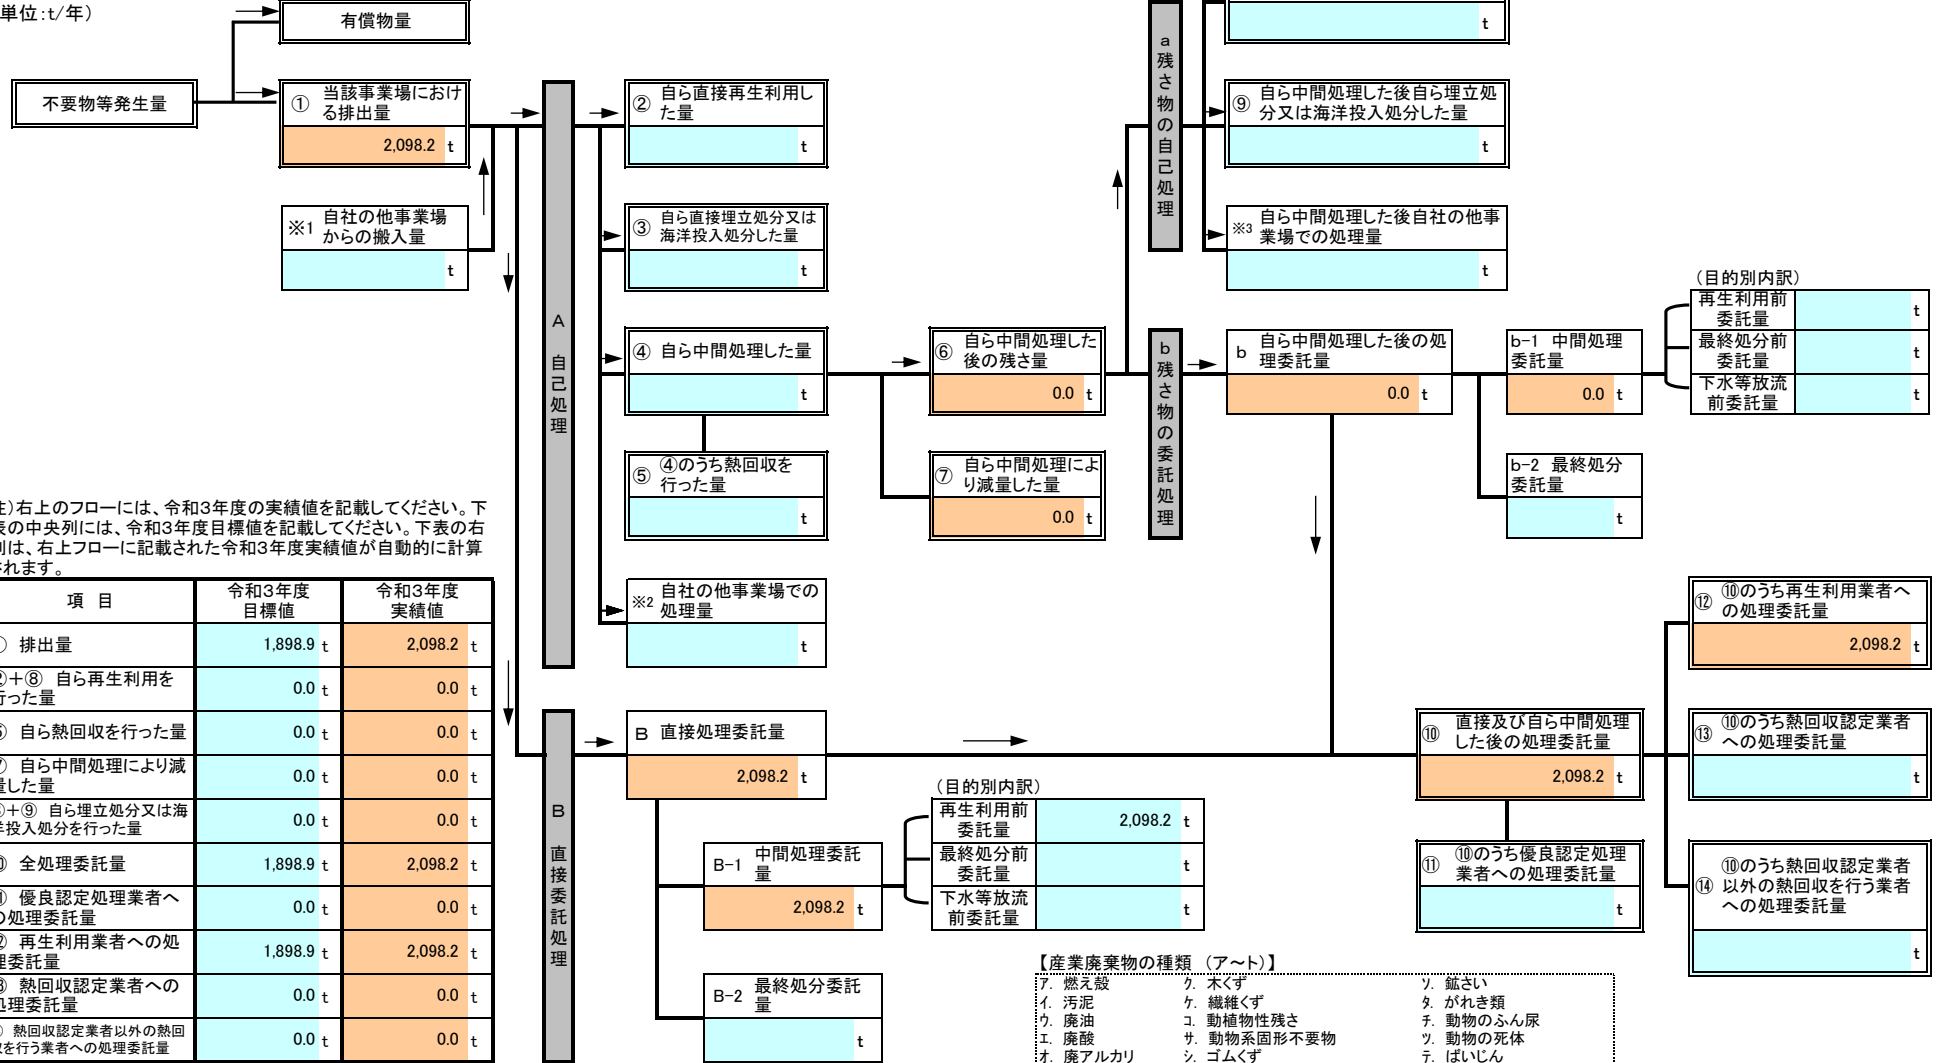 単位:t/年）
有償物量
不要物等発生量
① 当該事業場におけ
る排出量
2,098.2 t
※1 自社の他事業場
からの搬入量
t
A 自己処理
② 自ら直接再生利用し
た量
t
③ 自ら直接埋立処分又は
海洋投入処分した量
t
④ 自ら中間処理した量
t
⑤ ④のうち熱回収を
行った量
t
※2 自社の他事業場での
処理量
t
⑥ 自ら中間処理した
後の残さ量
0.0 t
⑦ 自ら中間処理によ
り減量した量
0.0 t
a 残さ物の自己処理
t
⑨ 自ら中間処理した後自ら埋立処
分又は海洋投入処分した量
t
※3 自ら中間処理した後自社の他事
業場での処理量
t
b 残さ物の委託処理
b 自ら中間処理した後の処
理委託量
0.0 t
b-1 中間処理
委託量
0.0 t
b-2 最終処分
委託量
t
（目的別内訳）
再生利用前
委託量
t
最終処分前
委託量
t
下水等放流
前委託量
t
注）右上のフローには、令和3年度の実績値を記載してください。下
表の中央列には、令和3年度目標値を記載してください。下表の右
列は、右上フローに記載された令和3年度実績値が自動的に計算
されます。
項 目
令和3年度
目標値
令和3年度
実績値
① 排出量 1,898.9 t 2,098.2 t
②＋⑧ 自ら再生利用を
行った量 0.0 t 0.0 t
⑤ 自ら熱回収を行った量 0.0 t 0.0 t
⑦ 自ら中間処理により減
量した量 0.0 t 0.0 t
③＋⑨ 自ら埋立処分又は海
洋投入処分を行った量 0.0 t 0.0 t
⑩ 全処理委託量 1,898.9 t 2,098.2 t
⑪ 優良認定処理業者へ
の処理委託量 0.0 t 0.0 t
⑫ 再生利用業者への処
理委託量 1,898.9 t 2,098.2 t
⑬ 熱回収認定業者への
処理委託量 0.0 t 0.0 t
⑭ 熱回収認定業者以外の熱回
収を行う業者への処理委託量 0.0 t 0.0 t
B 直接委託処理
B 直接処理委託量
2,098.2 t
B-1 中間処理委託
量
2,098.2 t
B-2 最終処分委託
量
t
（目的別内訳）
再生利用前
委託量
2,098.2 t
最終処分前
委託量
t
下水等放流
前委託量
t
⑩ 直接及び自ら中間処理
した後の処理委託量
2,098.2 t
⑪ ⑩のうち優良認定処理
業者への処理委託量
t
⑫ ⑩のうち再生利用業者へ
の処理委託量
2,098.2 t
⑬ ⑩のうち熱回収認定業者
への処理委託量
t
⑭ ⑩のうち熱回収認定業者
以外の熱回収を行う業者
への処理委託量
t
【産業廃棄物の種類 （ア～ト）】
ア. 燃え殻 ク. 木くず ソ. 鉱さい
イ. 汚泥 ケ. 繊維くず タ. がれき類
ウ. 廃油 コ. 動植物性残さ チ. 動物のふん尿
エ. 廃酸 サ. 動物系固形不要物 ツ. 動物の死体
オ. 廃アルカリ シ. ゴムくず テ. ばいじん